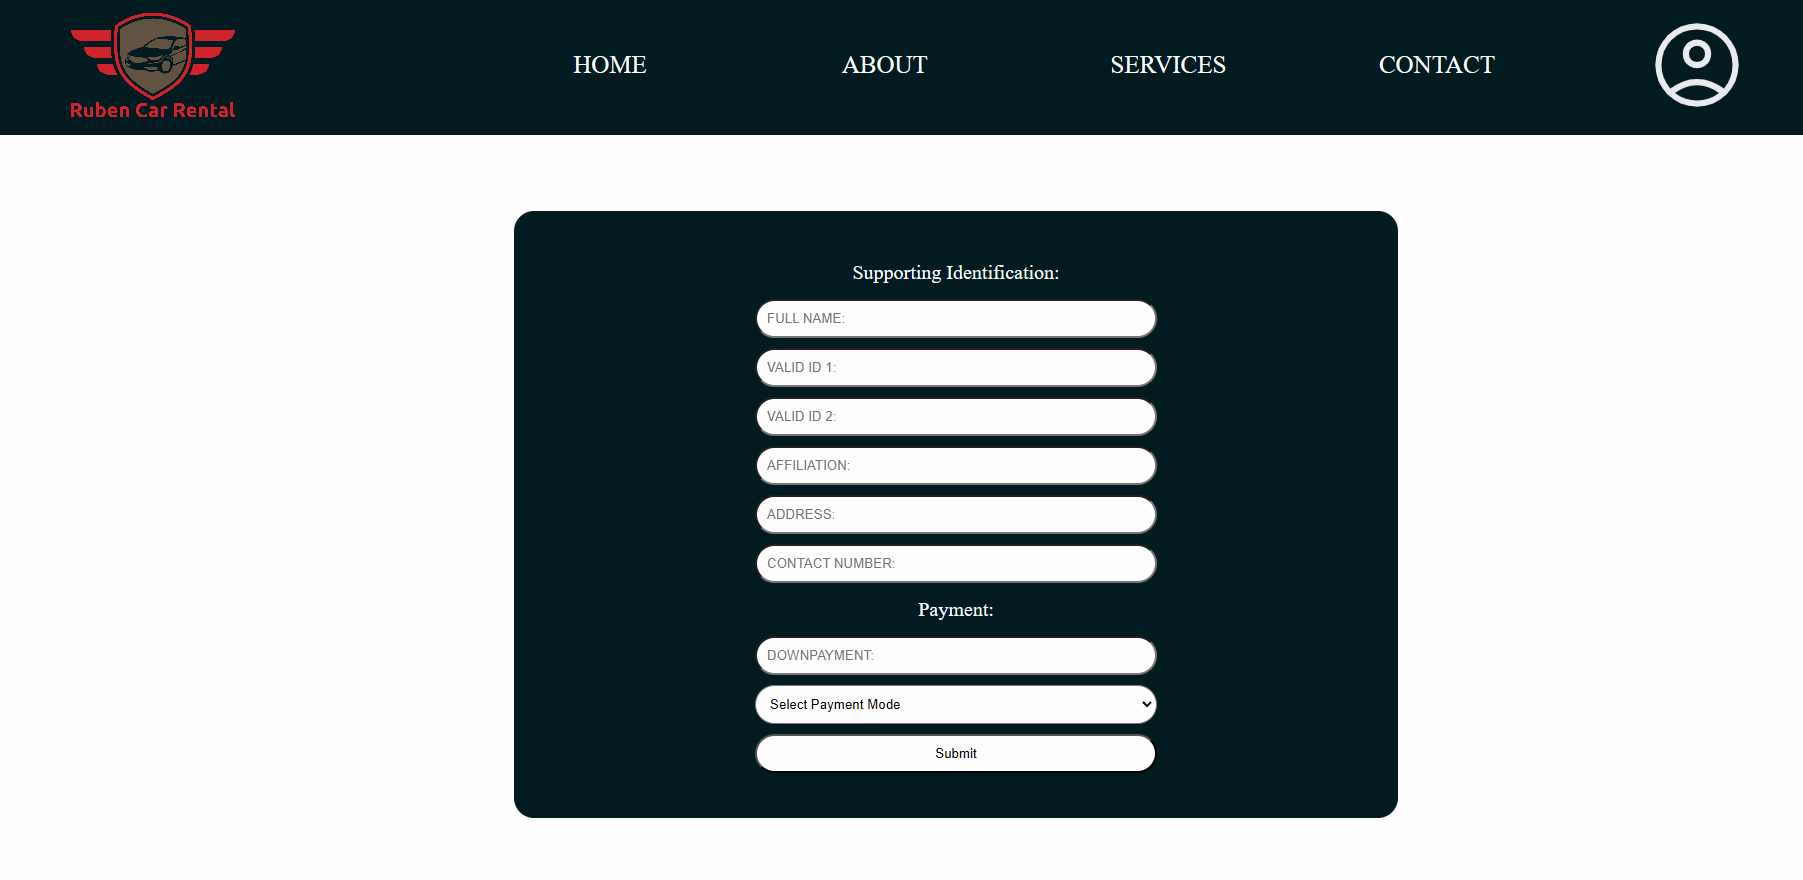 Ruben Car Rental
HOME
ABOUT
SERVICES
CONTACT
Supporting Identification:
FULL NAME:
VALID ID 1:
VALID ID 2:
AFFILIATION:
ADDRESS:
CONTACT NUMBER:
Payment:
DOWNPAYMENT:
Select Payment Mode
Submit